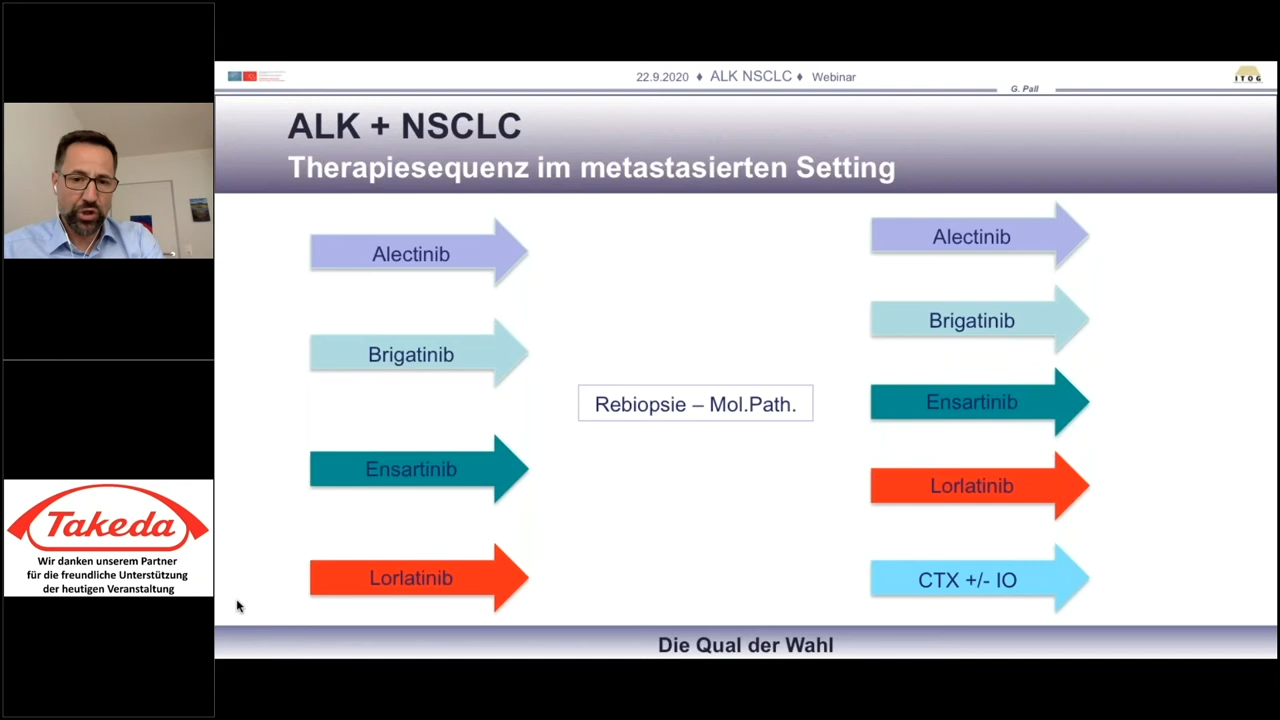 22.9.2020 ♦ ALK NSCLC ♦ Webinar
G. Pall
ITOG
ALK + NSCLC
Therapiesequenz im metastasierten Setting
Alectinib
Brigatinib
Ensartinib
Lorlatinib
Rebiopsie – Mol.Path.
Alectinib
Brigatinib
Ensartinib
Lorlatinib
CTX +/- IO
Die Qual der Wahl
Takeda
Wir danken unserem Partner
für die freundliche Unterstützung
der heutigen Veranstaltung